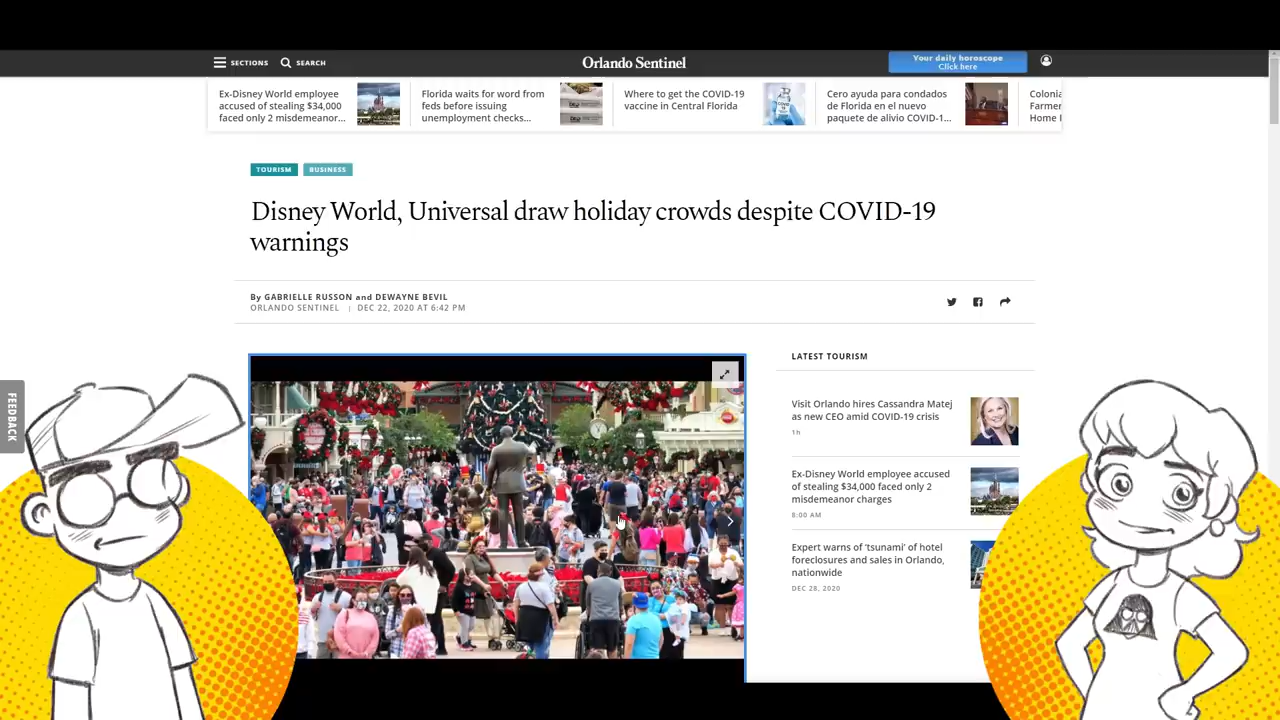 SECTIONS
SEARCH
Orlando Sentinel
Your daily horoscope
Click here
Ex-Disney World employee
accused of stealing $34,000
faced only 2 misdemeanor...
Florida waits for word from
feds before issuing
unemployment checks...
Where to get the COVID-19
vaccine in Central Florida
Cero ayuda para condados
de Florida en el nuevo
paquete de alivio COVID-1...
Colonia
Farmer
Home
TOURISM
BUSINESS
Disney World, Universal draw holiday crowds despite COVID-19
warnings
By GABRIELLE RUSSON and DEWAYNE BEVIL
ORLANDO SENTINEL | DEC 22, 2020 AT 6:42 PM
FEEDBACK
LATEST TOURISM
Visit Orlando hires Cassandra Matej
as new CEO amid COVID-19 crisis
1h
Ex-Disney World employee accused
of stealing $34,000 faced only 2
misdemeanor charges
8:00 AM
Expert warns of 'tsunami' of hotel
foreclosures and sales in Orlando,
nationwide
DEC 28, 2020